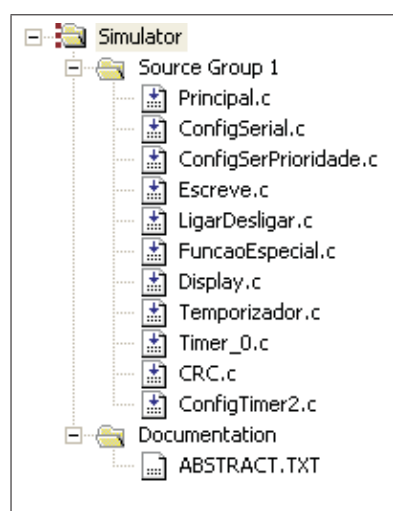 Simulator
Source Group 1
Principal.c
ConfigSerial.c
ConfigSerPrioridade.c
Escreve.c
LigarDesligar.c
FuncaoEspecial.c
Display.c
Temporizador.c
Timer_0.c
CRC.c
ConfigTimer2.c
Documentation
ABSTRACT.TXT